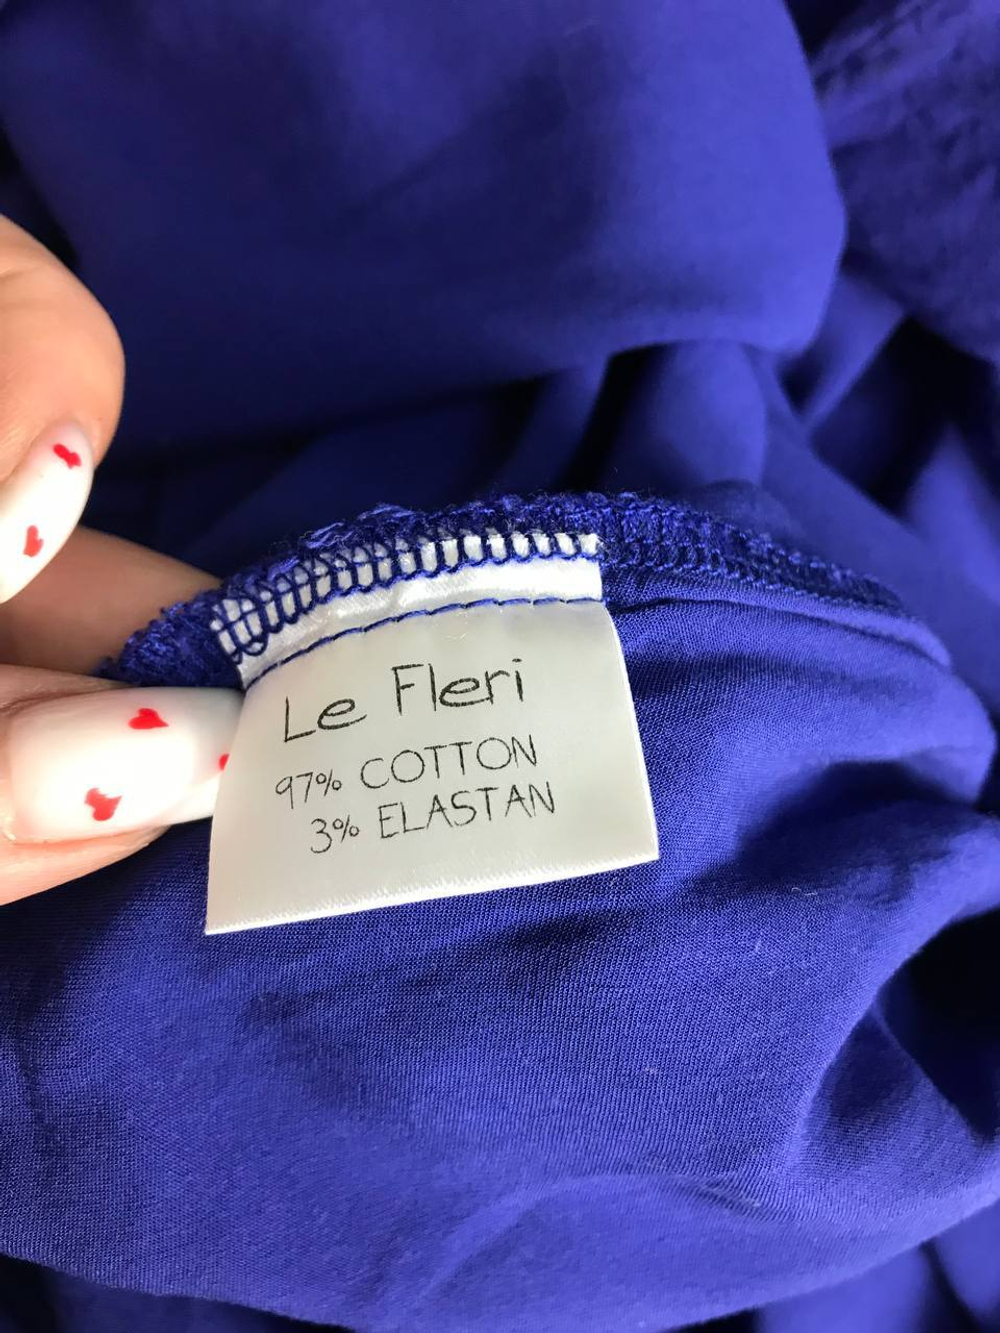 Le Fleri
97% COTTON
3% ELASTAN